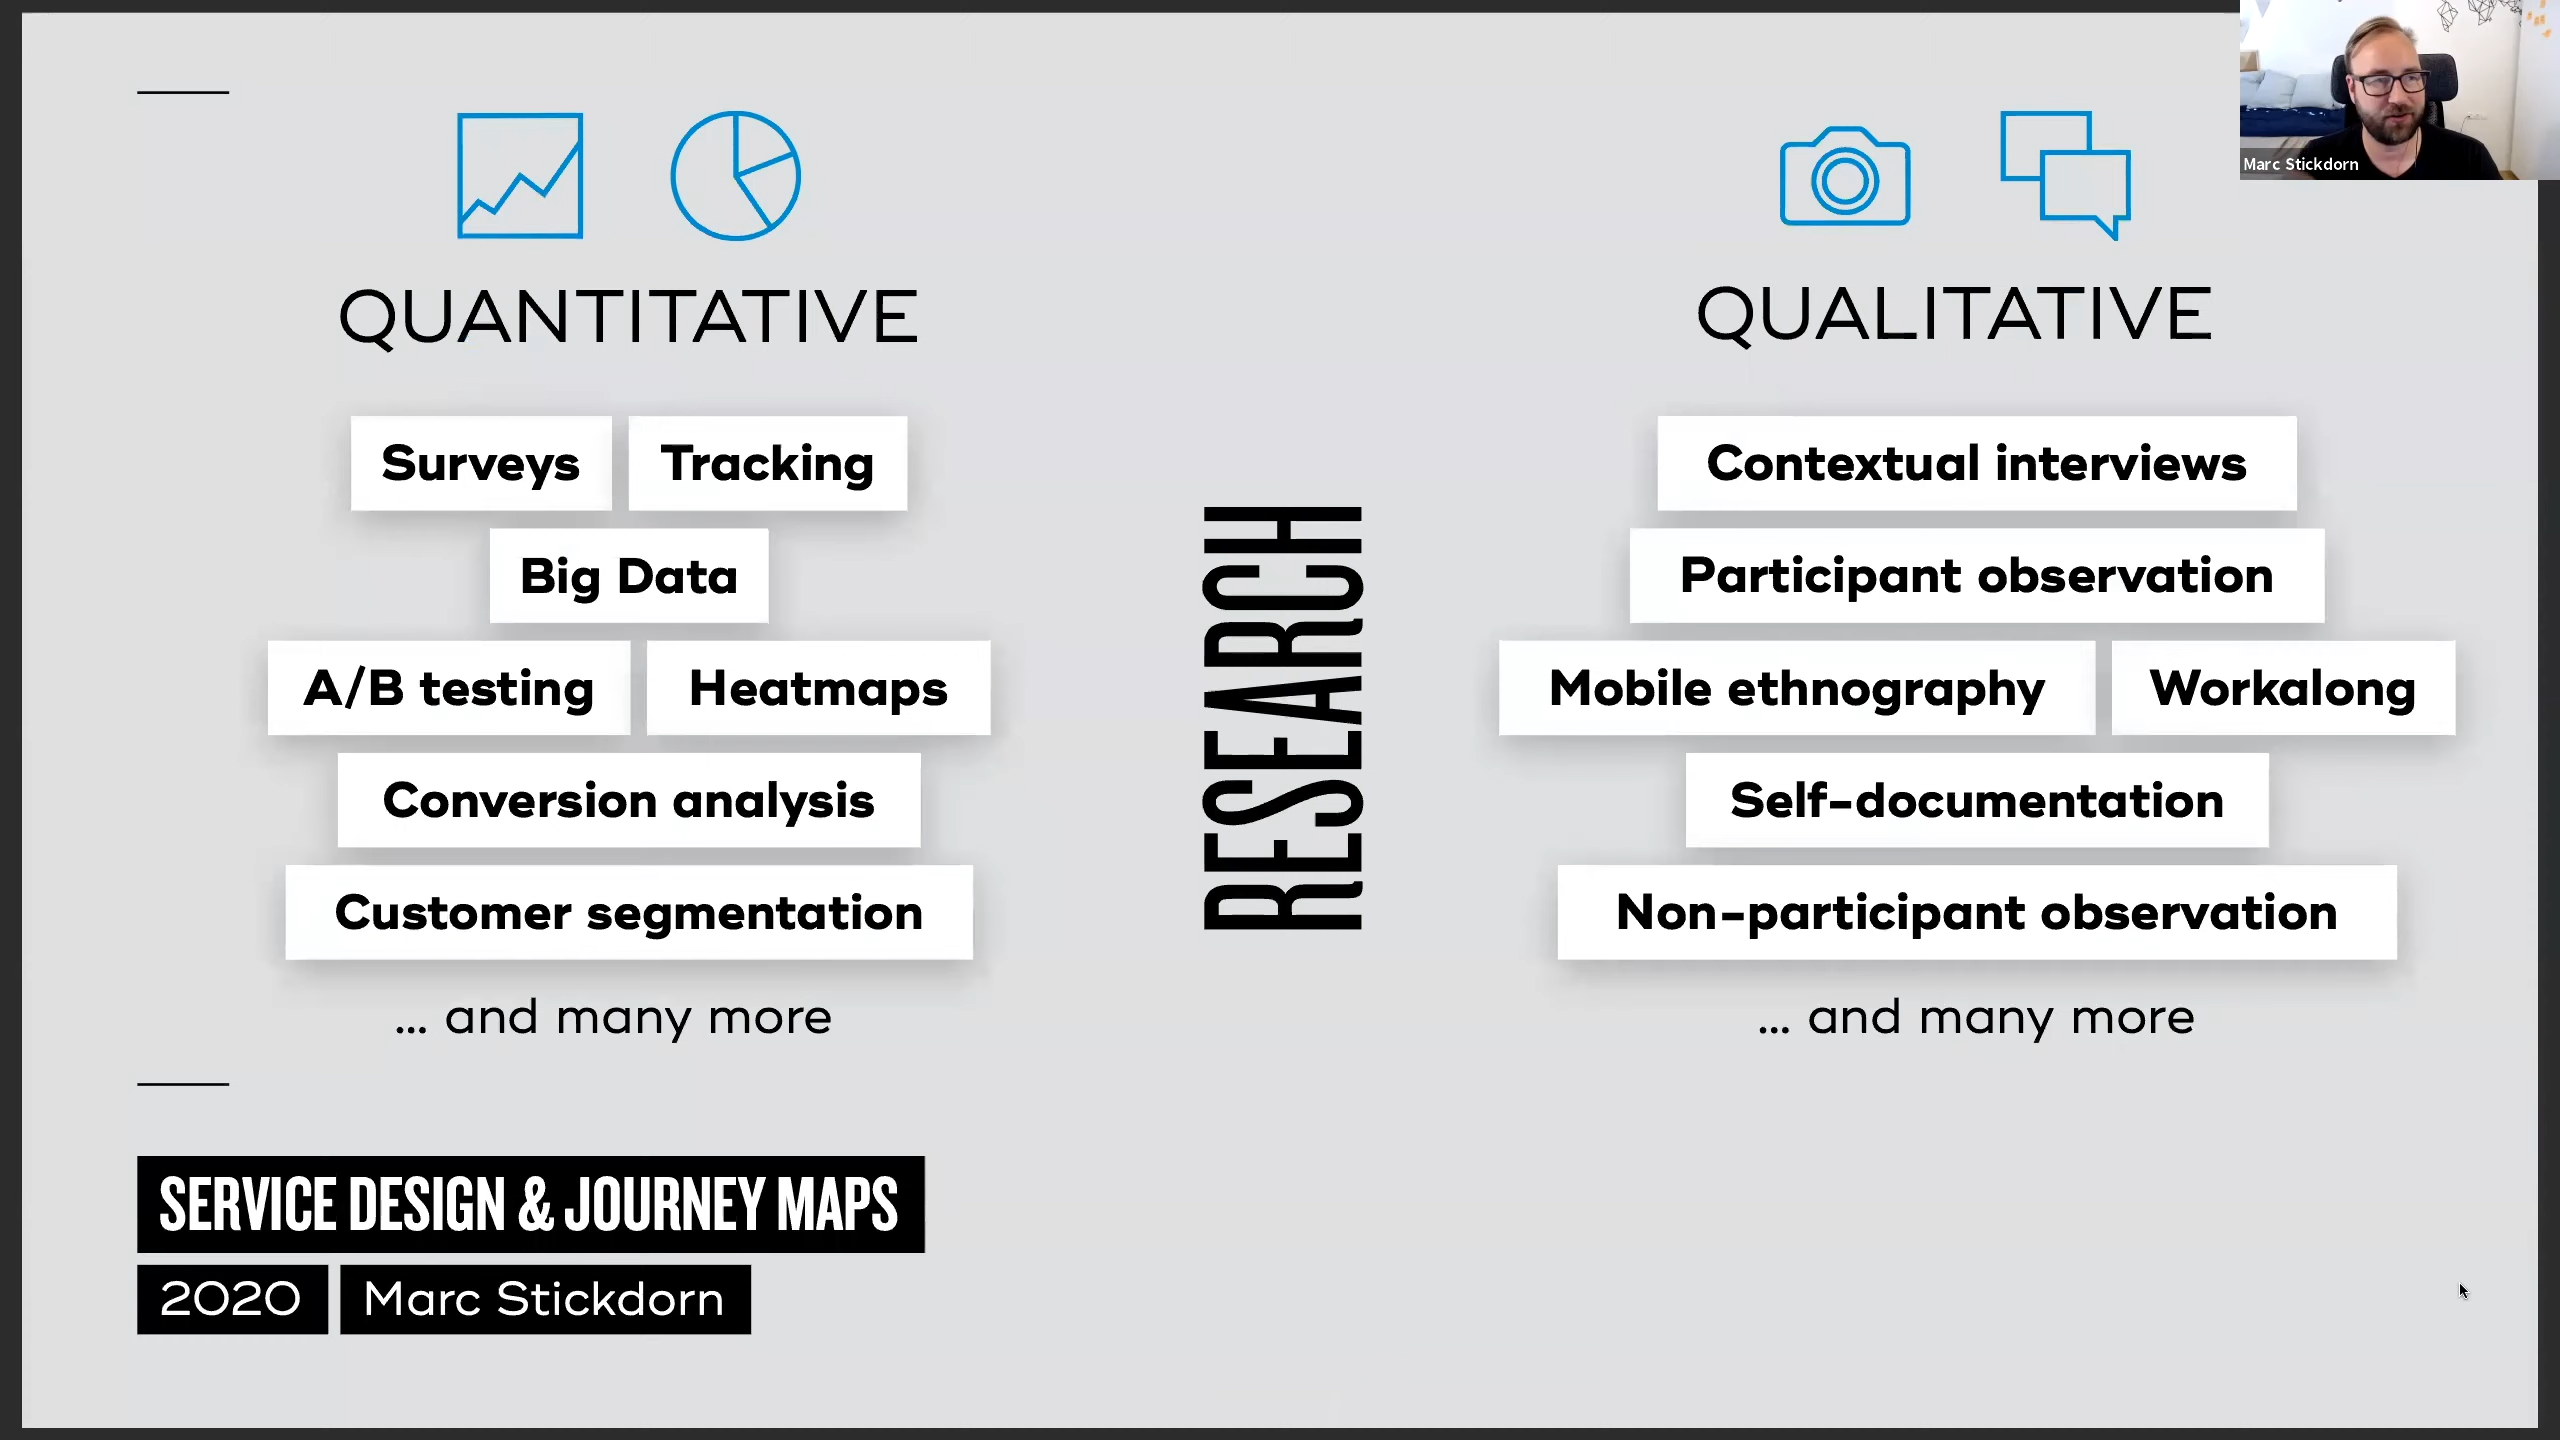 Marc Stickdorn
QUANTITATIVE
Surveys Tracking
Big Data
A/B testing Heatmaps
Conversion analysis
Customer segmentation
... and many more
RESEARCH
QUALITATIVE
Contextual interviews
Participant observation
Mobile ethnography Workalong
Self-documentation
Non-participant observation
... and many more
SERVICE DESIGN & JOURNEY MAPS
2020 Marc Stickdorn